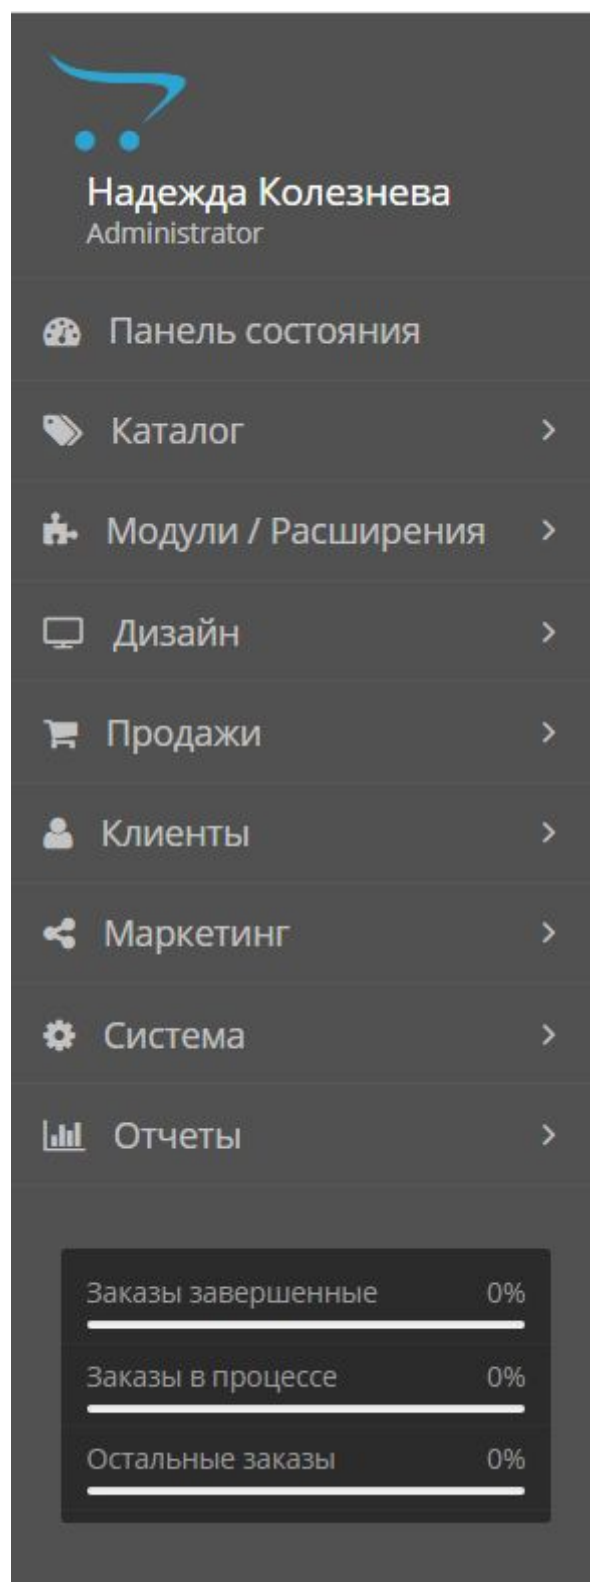 Надежда Колезнева
Administrator
Панель состояния
Каталог
Модули / Расширения
Дизайн
Продажи
Клиенты
Маркетинг
Система
Отчеты
Заказы завершенные 0%
Заказы в процессе 0%
Остальные заказы 0%